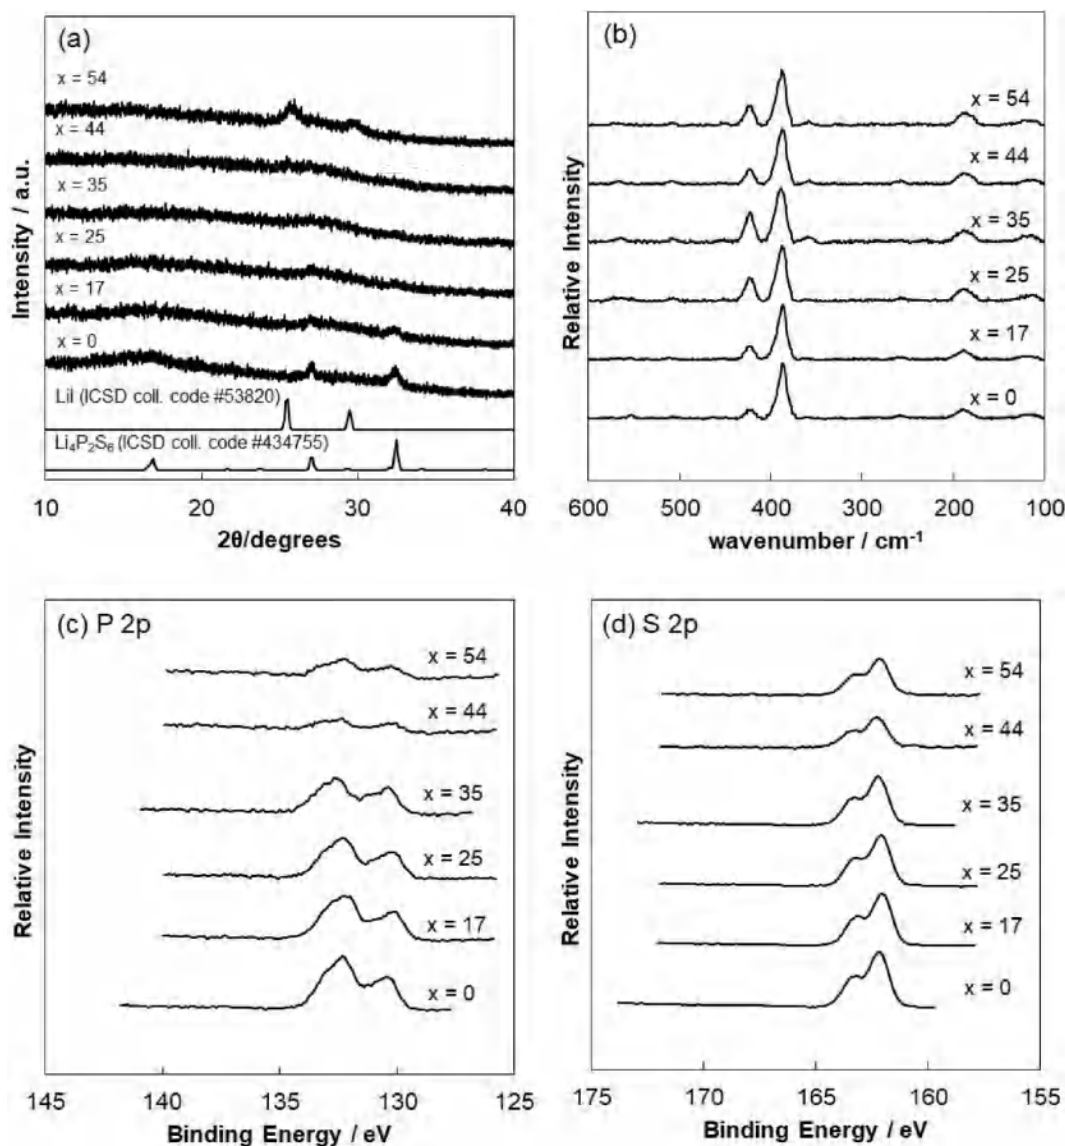 (a)
x = 54
x = 44
x = 35
x = 25
x = 17
x = 0
LiI (ICSD coll. code #53820)
Li₄P₂S₆ (ICSD coll. code #434755)
Intensity / a.u.
10 20 30 40
2θ/degrees
(b)
x = 54
x = 44
x = 35
x = 25
x = 17
x = 0
Relative Intensity
600 500 400 300 200 100
wavenumber / cm⁻¹
(c) P 2p
x = 54
x = 44
x = 35
x = 25
x = 17
x = 0
Relative Intensity
145 140 135 130 125
Binding Energy / eV
(d) S 2p
x = 54
x = 44
x = 35
x = 25
x = 17
x = 0
Relative Intensity
175 170 165 160 155
Binding Energy / eV